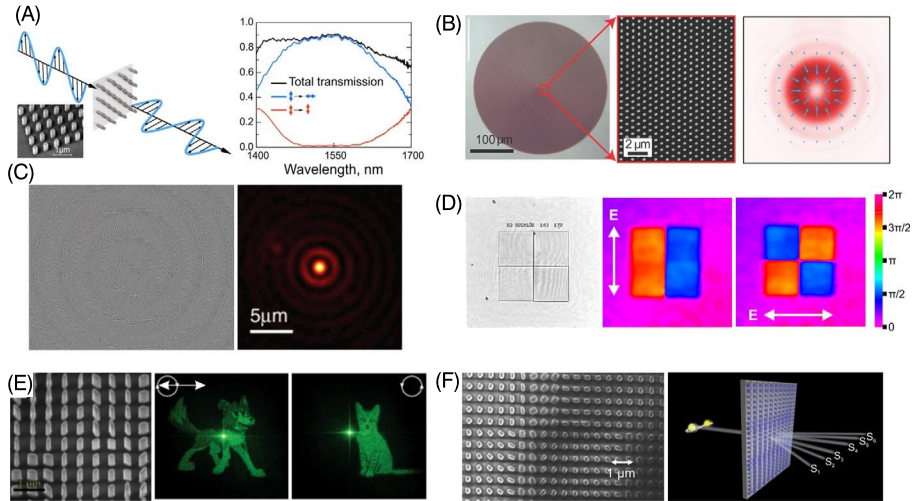 (A)
1μm
1.0
0.8
0.6
0.4
0.2
0.0
Total transmission
1400
1550
1700
Wavelength, nm
(B)
100 μm
2 μm
(C)
5μm
(D)
E
E
2π
3π/2
π
π/2
0
(E)
1 μm
(F)
1 μm
S1
S2
S3
S4
S5
S6